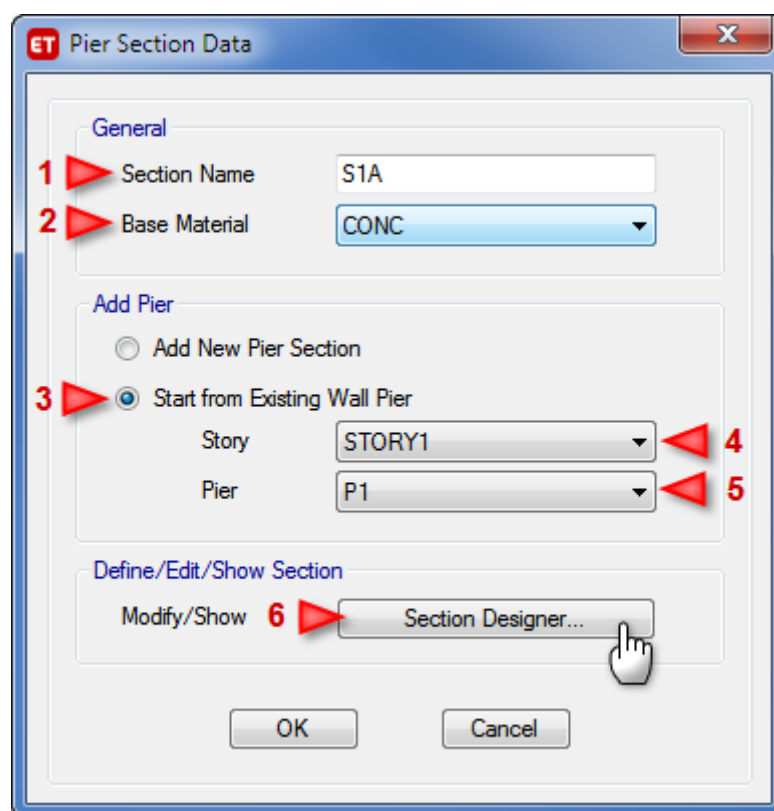 ET Pier Section Data
General
1 Section Name S1A
2 Base Material CONC
Add Pier
Add New Pier Section
3 Start from Existing Wall Pier
Story STORY1 4
Pier P1 5
Define/Edit/Show Section
Modify/Show 6 Section Designer...
OK Cancel